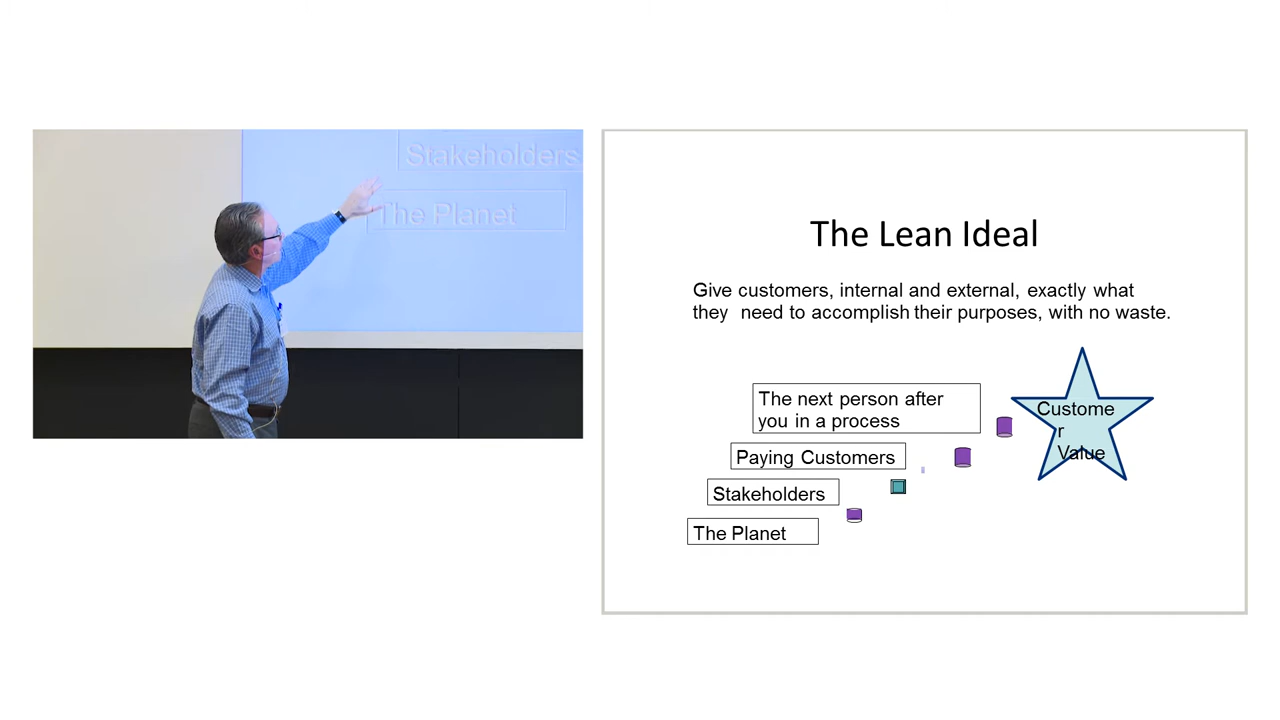 Stakeholders
The Planet
The Lean Ideal
Give customers, internal and external, exactly what
they need to accomplish their purposes, with no waste.
The next person after
you in a process
Custome
r
Value
Paying Customers
Stakeholders
The Planet